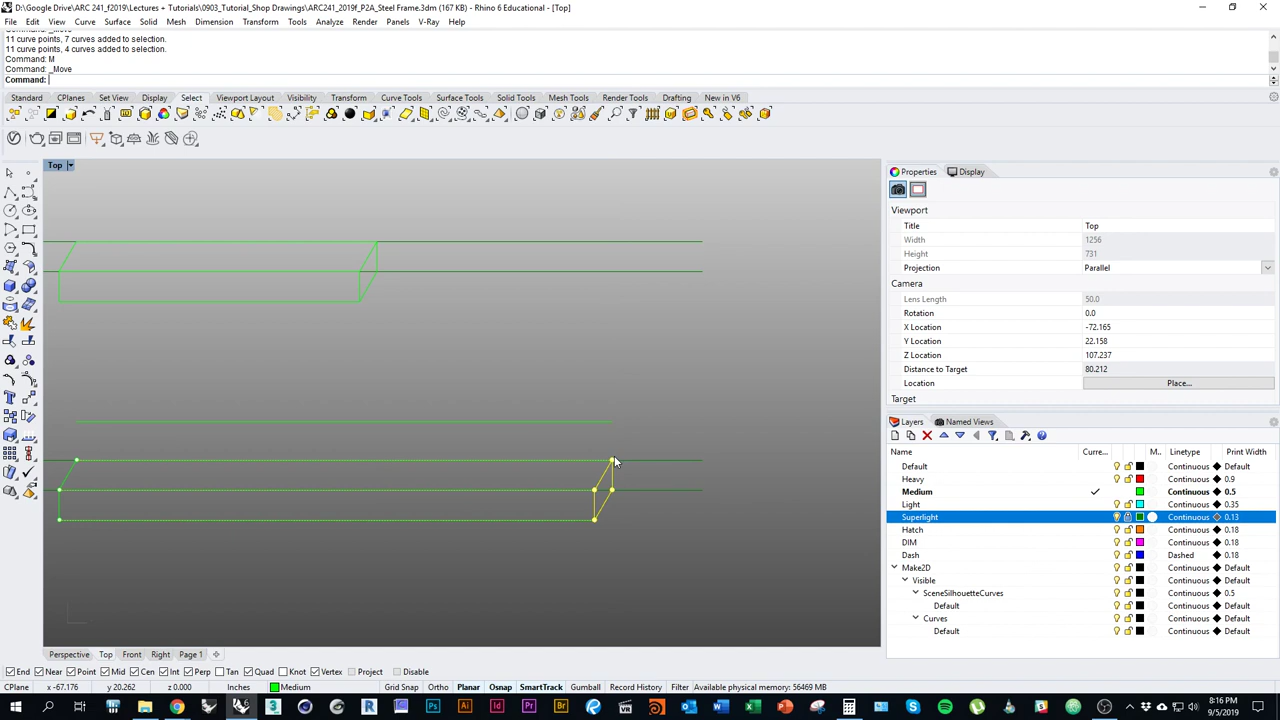 D:\Google Drive\ARC 241_f2019\Lectures + Tutorials\0903_Tutorial_Shop Drawings\ARC241_2019f_P2A_Steel Frame.3dm (167 KB) - Rhino 6 Educational - [Top]
File Edit View Curve Surface Solid Mesh Dimension Transform Tools Analyze Render Panels V-Ray Help
11 curve points, 7 curves added to selection.
11 curve points, 4 curves added to selection.
Command: M
Command: _Move
Command:
Standard CPlanes Set View Display Select Viewport Layout Visibility Transform Curve Tools Surface Tools Solid Tools Mesh Tools Render Tools Drafting New in V6
Top
Properties Display
Viewport
Title Top
Width 1256
Height 731
Projection Parallel
Camera
Lens Length 50.0
Rotation 0.0
X Location -72.165
Y Location 22.158
Z Location 107.237
Distance to Target 80.212
Location Place...
Target
Layers Named Views
Name Curre... M.. Linetype Print Width
Default Continuous Default
Heavy Continuous 0.9
Medium Continuous 0.5
Light Continuous 0.35
Superlight Continuous 0.13
Hatch Continuous 0.18
DIM Continuous 0.18
Dash Dashed 0.18
Make2D Continuous Default
Visible Continuous Default
SceneSilhouetteCurves Continuous 0.5
Default Continuous Default
Curves Continuous Default
Default Continuous Default
Perspective Top Front Right Page 1
End Near Point Mid Cen Int Perp Tan Quad Knot Vertex Project Disable
CPlane x -67.176 y 20.262 z 0.000 Inches Medium Grid Snap Ortho Planar Osnap SmartTrack Gumball Record History Filter Available physical memory: 56469 MB
8:16 PM
9/5/2019